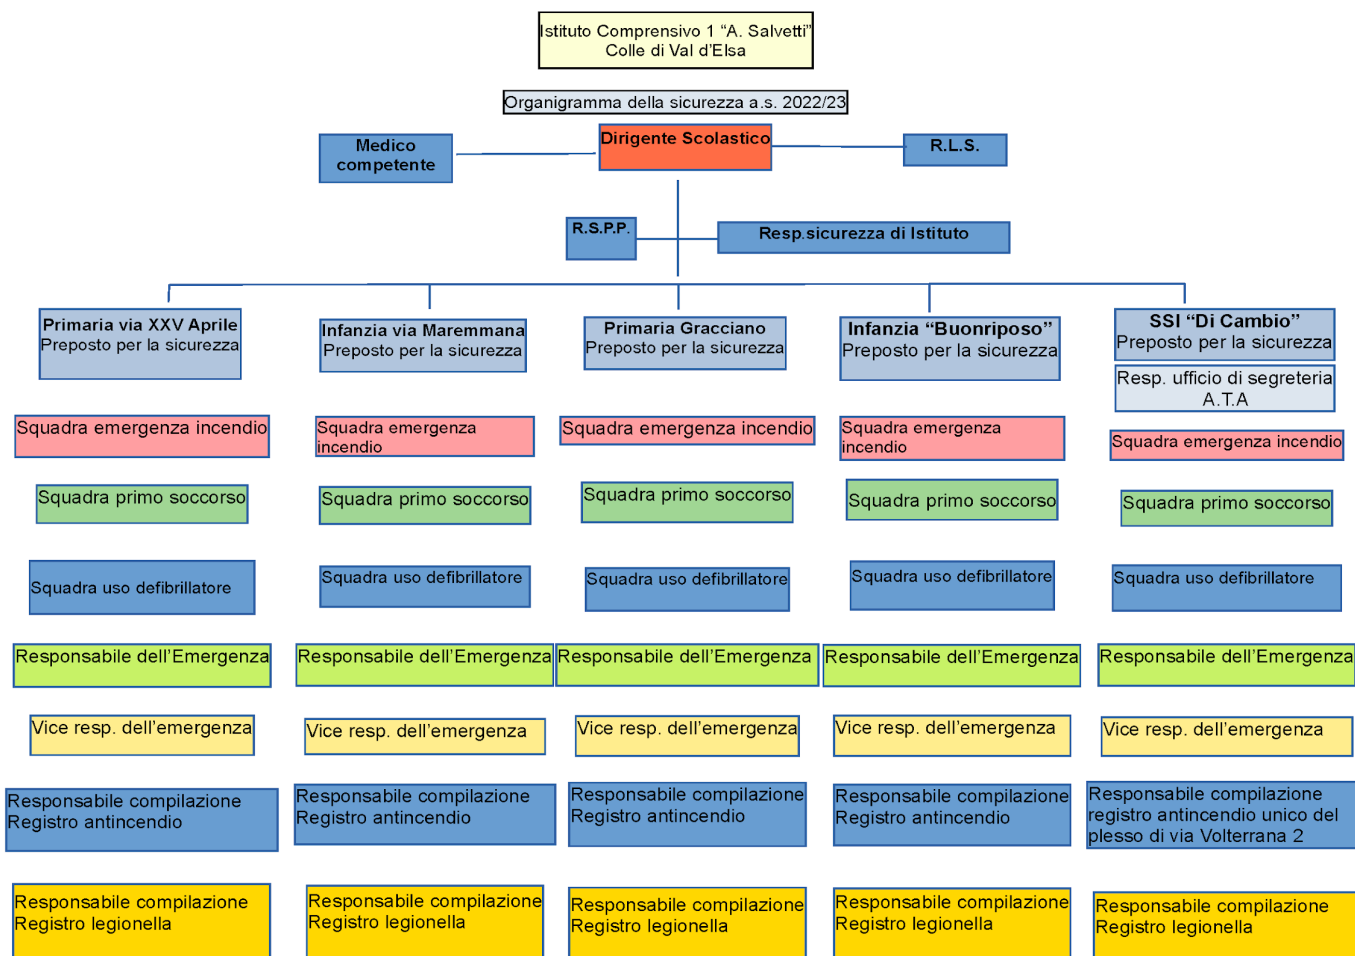 Istituto Comprensivo 1 “A. Salvetti”
Colle di Val d’Elsa
Organigramma della sicurezza a.s. 2022/23
Medico
competente
Dirigente Scolastico
R.L.S.
R.S.P.P.
Resp.sicurezza di Istituto
Primaria via XXV Aprile
Preposto per la sicurezza
Infanzia via Maremmana
Preposto per la sicurezza
Primaria Gracciano
Preposto per la sicurezza
Infanzia “Buonriposo”
Preposto per la sicurezza
SSI “Di Cambio”
Preposto per la sicurezza
Resp. ufficio di segreteria
A.T.A
Squadra emergenza incendio
Squadra emergenza
incendio
Squadra emergenza incendio
Squadra emergenza
incendio
Squadra emergenza incendio
Squadra primo soccorso
Squadra primo soccorso
Squadra primo soccorso
Squadra primo soccorso
Squadra primo soccorso
Squadra uso defibrillatore
Squadra uso defibrillatore
Squadra uso defibrillatore
Squadra uso defibrillatore
Squadra uso defibrillatore
Responsabile dell’Emergenza
Responsabile dell’Emergenza
Responsabile dell’Emergenza
Responsabile dell’Emergenza
Responsabile dell’Emergenza
Vice resp. dell’emergenza
Vice resp. dell’emergenza
Vice resp. dell’emergenza
Vice resp. dell’emergenza
Vice resp. dell’emergenza
Responsabile compilazione
Registro antincendio
Responsabile compilazione
Registro antincendio
Responsabile compilazione
Registro antincendio
Responsabile compilazione
Registro antincendio
Responsabile compilazione
registro antincendio unico del
plesso di via Volterrana 2
Responsabile compilazione
Registro legionella
Responsabile compilazione
Registro legionella
Responsabile compilazione
Registro legionella
Responsabile compilazione
Registro legionella
Responsabile compilazione
Registro legionella